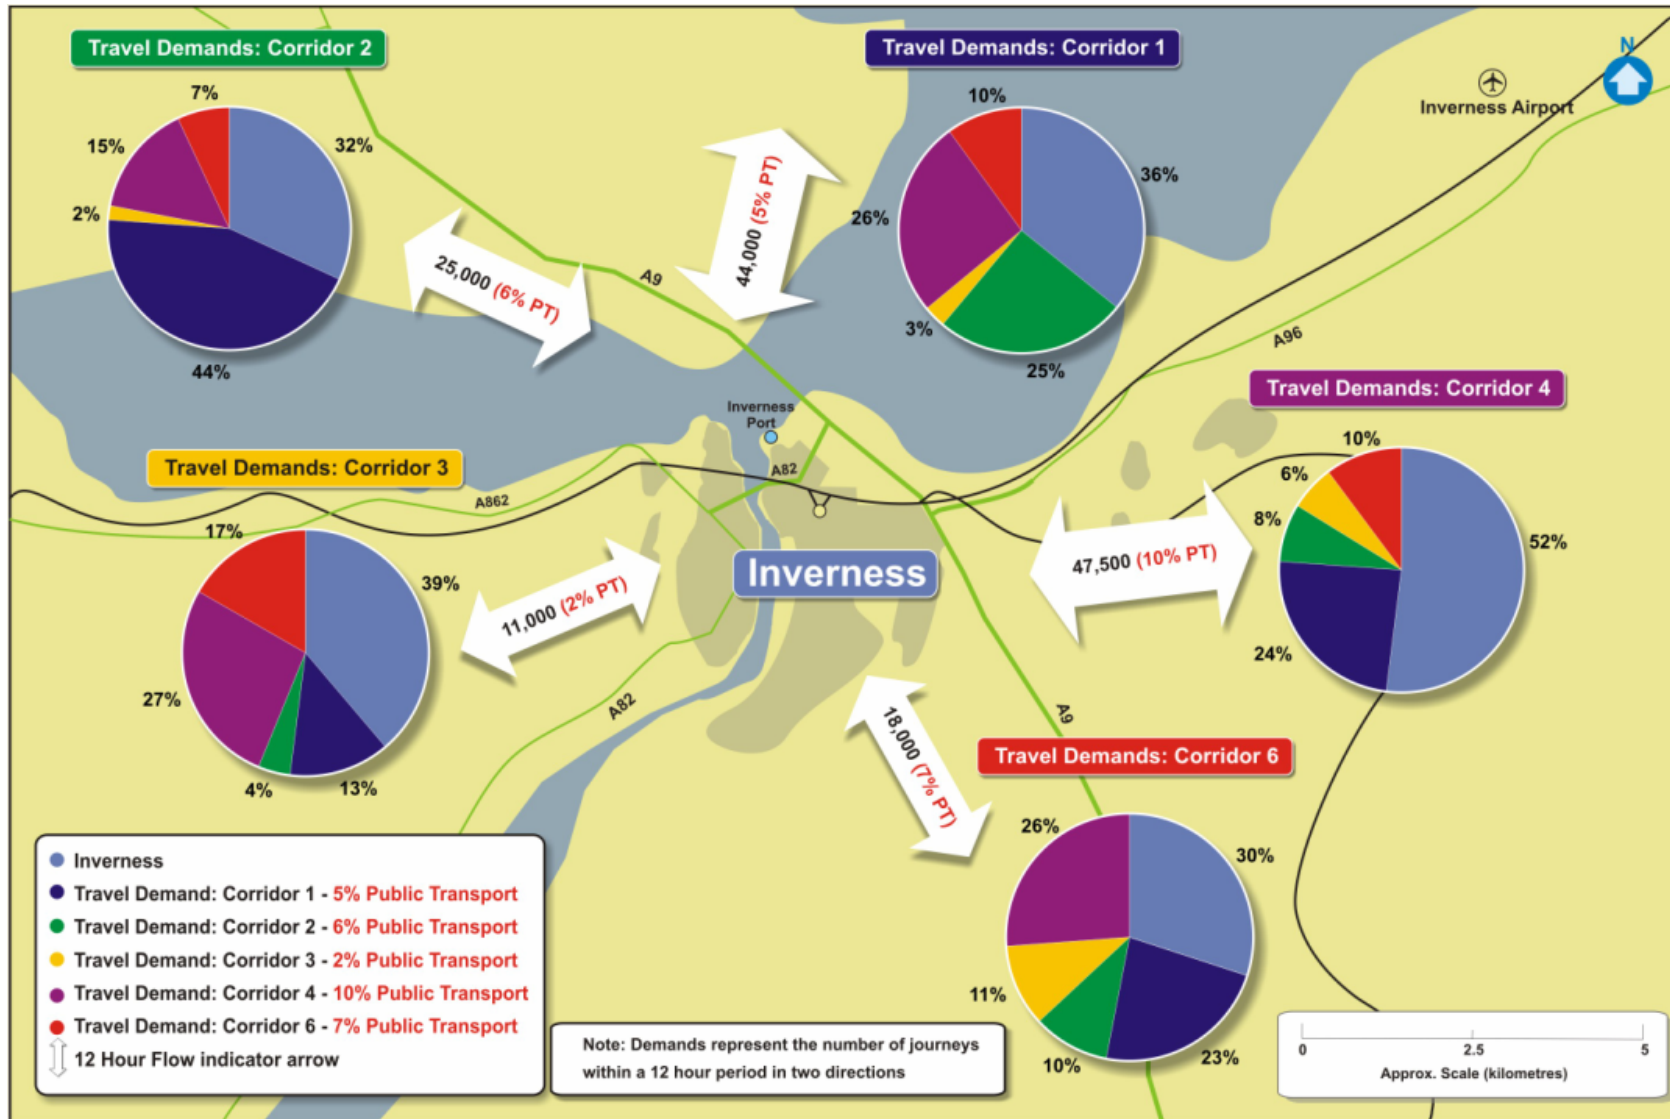 Travel Demands: Corridor 2
7%
32%
15%
2%
44%
Travel Demands: Corridor 1
10%
36%
26%
3%
25%
N
Inverness Airport
25,000 (6% PT)
44,000 (5% PT)
A9
A96
Inverness
Port
A82
A862
Travel Demands: Corridor 3
17%
39%
27%
4%
13%
11,000 (2% PT)
Inverness
47,500 (10% PT)
Travel Demands: Corridor 4
10%
6%
8%
52%
24%
A82
18,000 (7% PT)
A9
Travel Demands: Corridor 6
26%
30%
11%
10%
23%
Inverness
Travel Demand: Corridor 1 - 5% Public Transport
Travel Demand: Corridor 2 - 6% Public Transport
Travel Demand: Corridor 3 - 2% Public Transport
Travel Demand: Corridor 4 - 10% Public Transport
Travel Demand: Corridor 6 - 7% Public Transport
12 Hour Flow indicator arrow
Note: Demands represent the number of journeys
within a 12 hour period in two directions
0 2.5 5
Approx. Scale (kilometres)